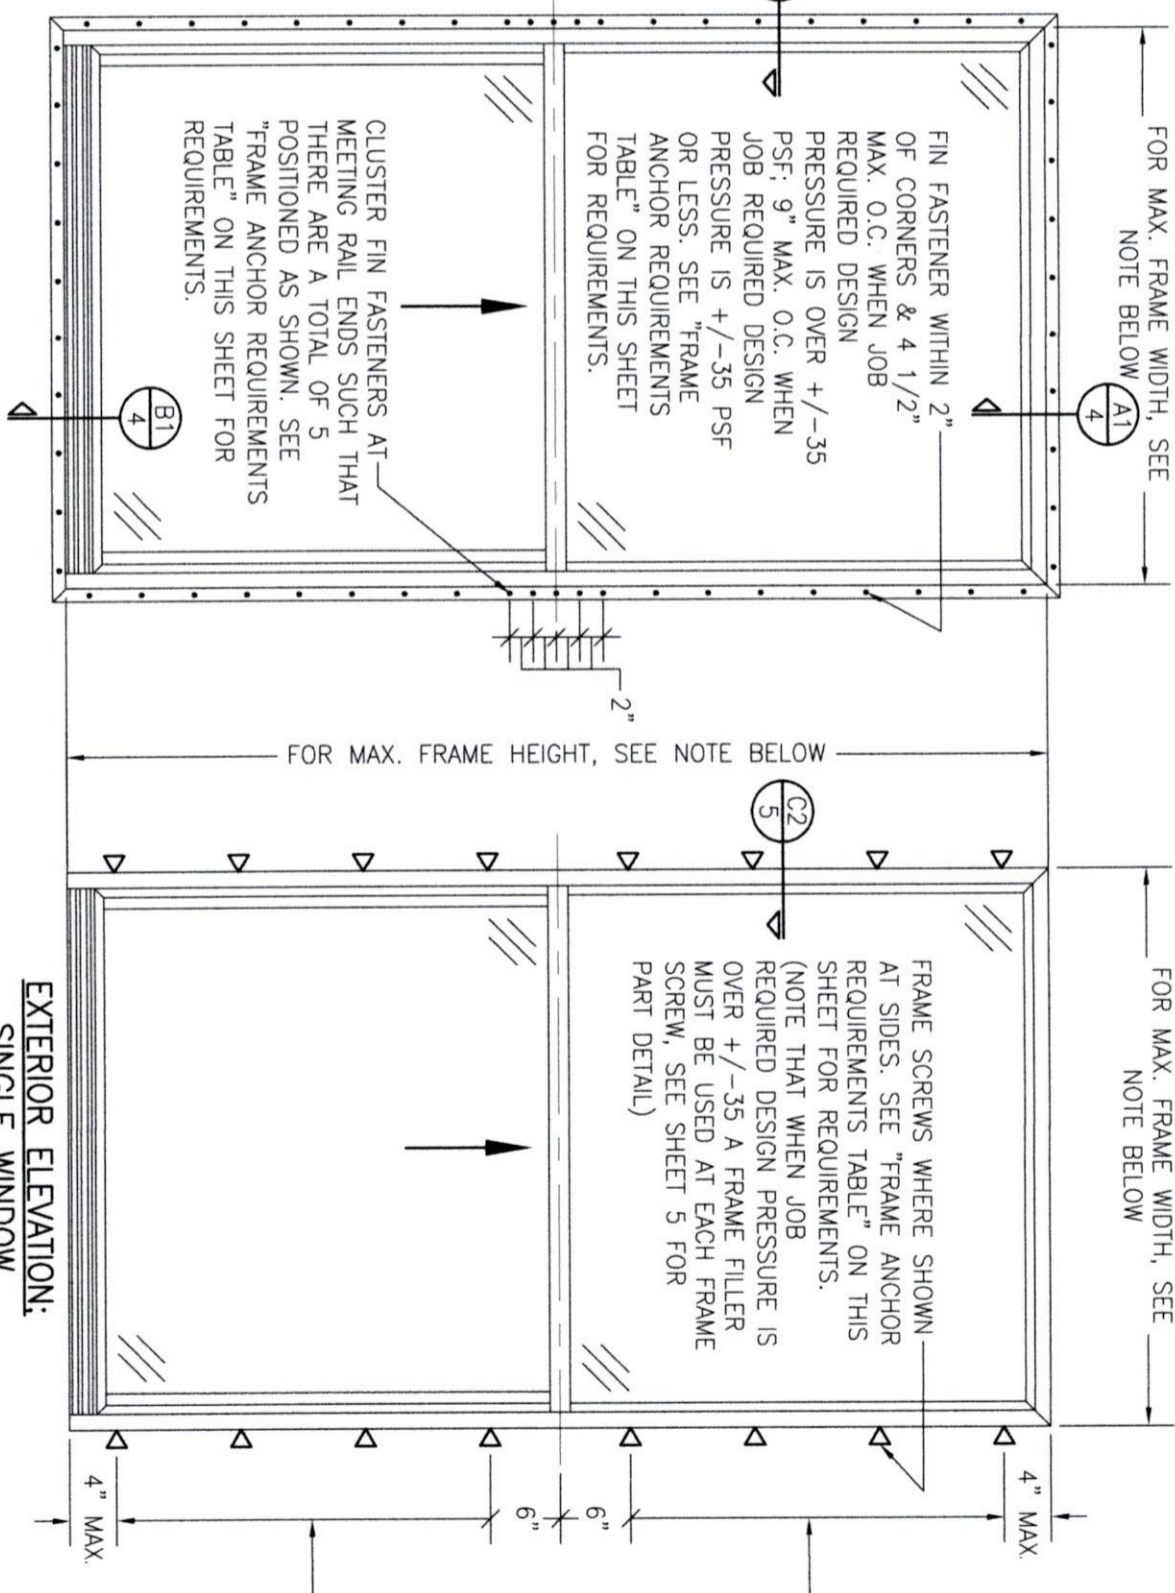 FOR MAX. FRAME WIDTH, SEE
NOTE BELOW
A1
4
FIN FASTENER WITHIN 2"
OF CORNERS & 4 1/2"
MAX. O.C. WHEN JOB
REQUIRED DESIGN
PRESSURE IS OVER +/-35
PSF; 9" MAX. O.C. WHEN
JOB REQUIRED DESIGN
PRESSURE IS +/-35 PSF
OR LESS. SEE "FRAME
ANCHOR REQUIREMENTS
TABLE" ON THIS SHEET
FOR REQUIREMENTS.
CLUSTER FIN FASTENERS AT
MEETING RAIL ENDS SUCH THAT
THERE ARE A TOTAL OF 5
POSITIONED AS SHOWN. SEE
"FRAME ANCHOR REQUIREMENTS
TABLE" ON THIS SHEET FOR
REQUIREMENTS.
B1
4
2"
FOR MAX. FRAME HEIGHT, SEE NOTE BELOW
FOR MAX. FRAME WIDTH, SEE
NOTE BELOW
C2
5
FRAME SCREWS WHERE SHOWN
AT SIDES. SEE "FRAME ANCHOR
REQUIREMENTS TABLE" ON THIS
SHEET FOR REQUIREMENTS.
(NOTE THAT WHEN JOB
REQUIRED DESIGN PRESSURE IS
OVER +/-35 A FRAME FILLER
MUST BE USED AT EACH FRAME
SCREW, SEE SHEET 5 FOR
PART DETAIL)
4" MAX.
6"
6"
4" MAX.
EXTERIOR ELEVATION:
SINGLE WINDOW